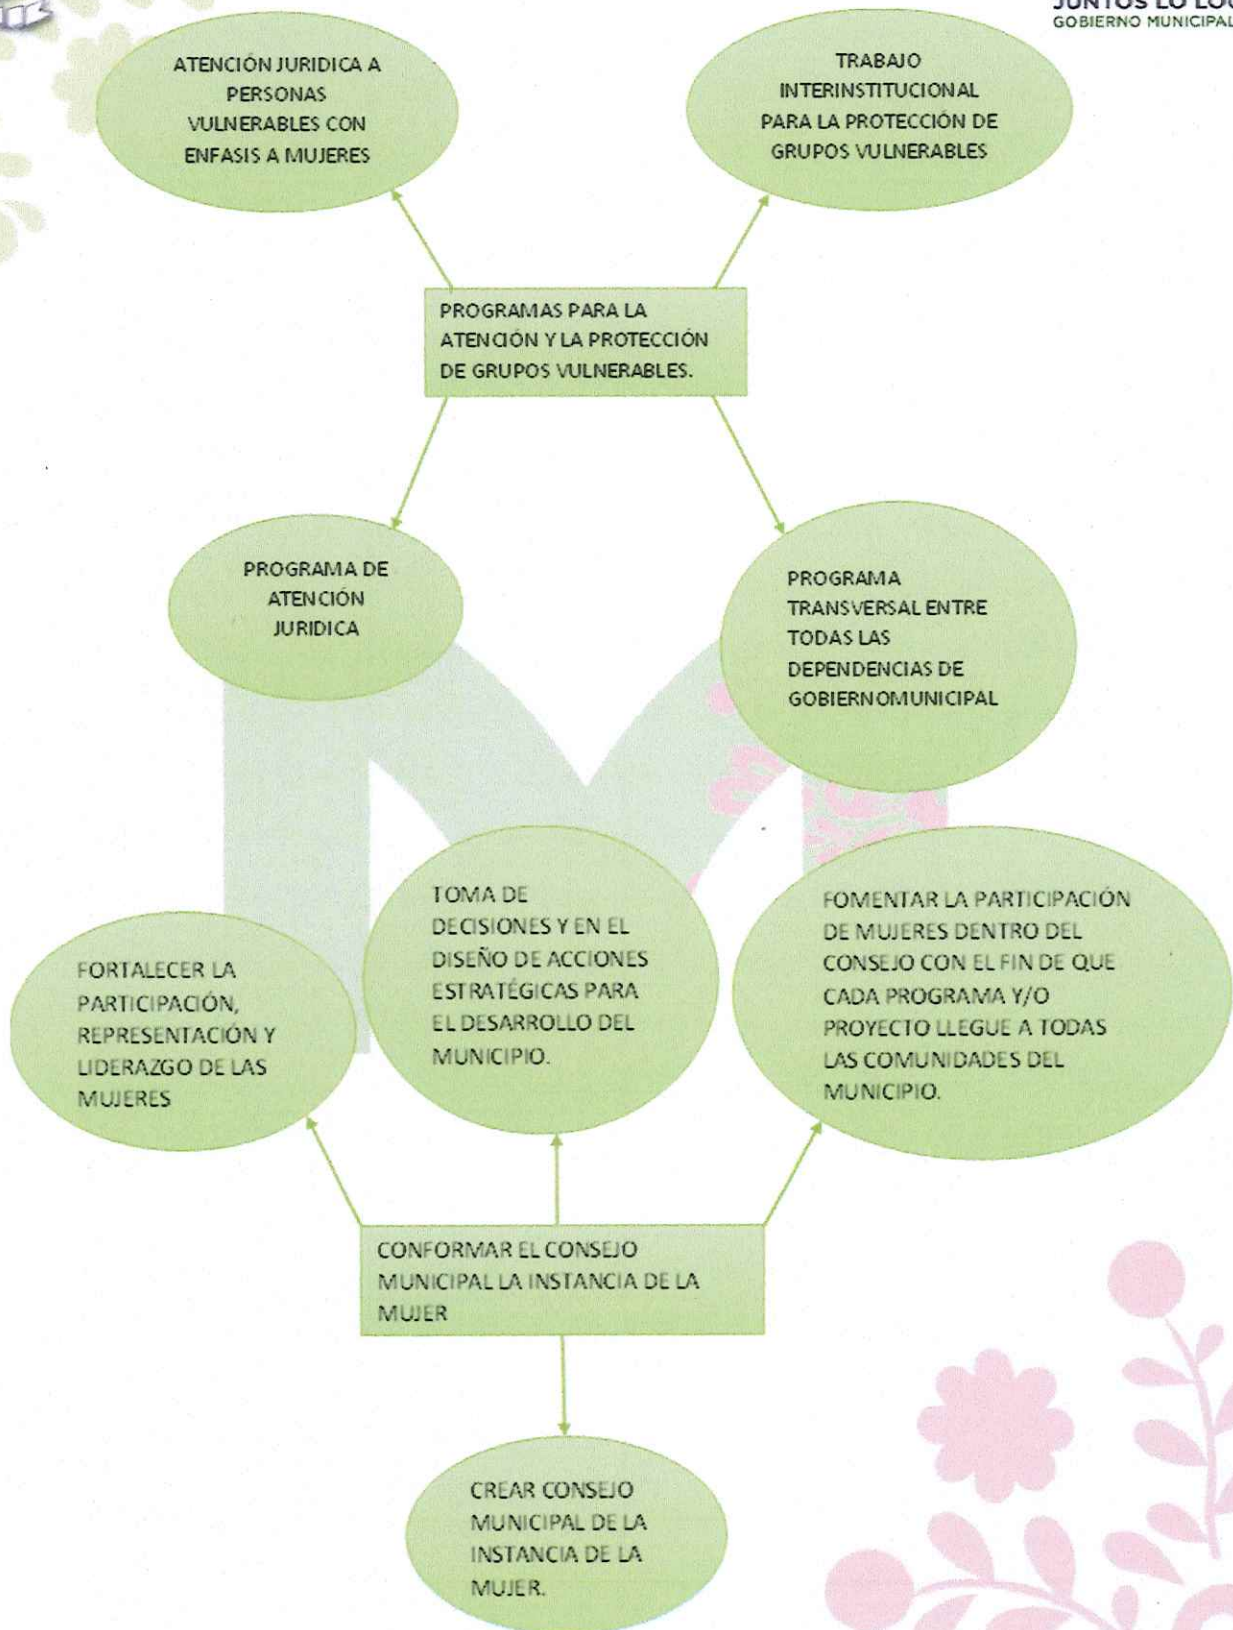 GOBIERNO MUNICIPAL
ATENCIÓN JURIDICA A
PERSONAS
VULNERABLES CON
ENFASIS A MUJERES
TRABAJO
INTERINSTITUCIONAL
PARA LA PROTECCIÓN DE
GRUPOS VULNERABLES
PROGRAMAS PARA LA
ATENCIÓN Y LA PROTECCIÓN
DE GRUPOS VULNERABLES.
PROGRAMA DE
ATENCIÓN
JURIDICA
PROGRAMA
TRANSVERSAL ENTRE
TODAS LAS
DEPENDENCIAS DE
GOBIERNOMUNICIPAL
FORTALECER LA
PARTICIPACIÓN,
REPRESENTACIÓN Y
LIDERAZGO DE LAS
MUJERES
TOMA DE
DECISIONES Y EN EL
DISEÑO DE ACCIONES
ESTRATÉGICAS PARA
EL DESARROLLO DEL
MUNICIPIO.
FOMENTAR LA PARTICIPACIÓN
DE MUJERES DENTRO DEL
CONSEJO CON EL FIN DE QUE
CADA PROGRAMA Y/O
PROYECTO LLEGUE A TODAS
LAS COMUNIDADES DEL
MUNICIPIO.
CONFORMAR EL CONSEJO
MUNICIPAL LA INSTANCIA DE LA
MUJER
CREAR CONSEJO
MUNICIPAL DE LA
INSTANCIA DE LA
MUJER.